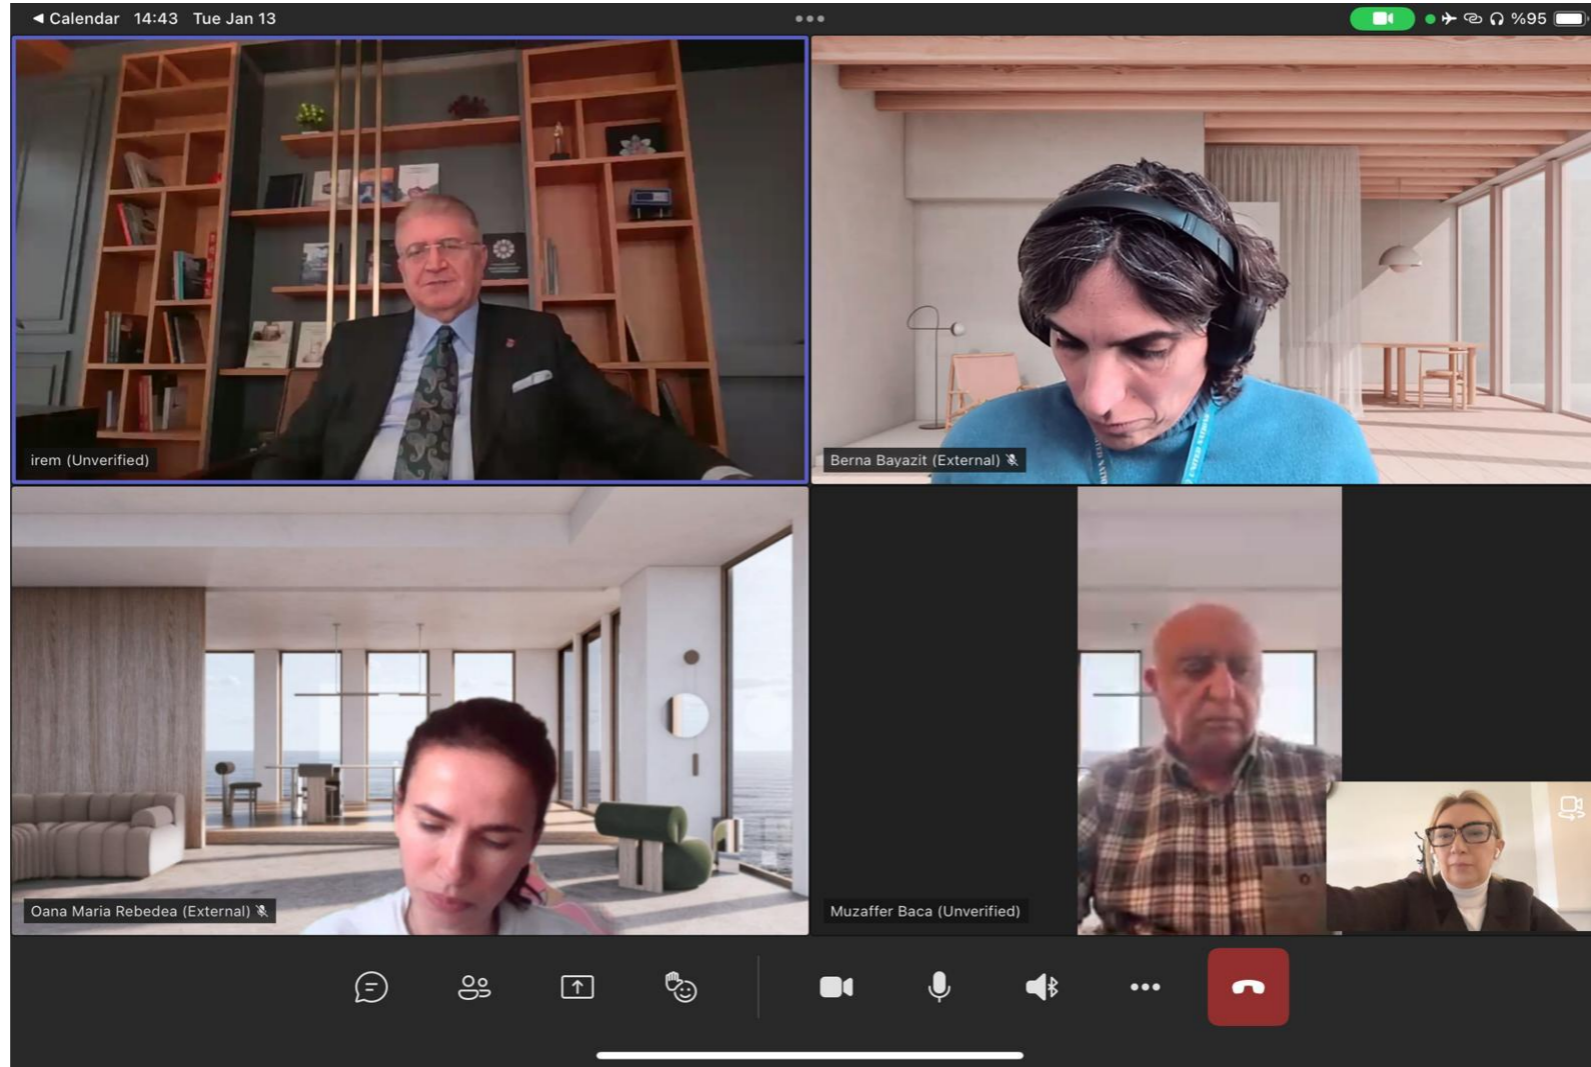 ◀ Calendar 14:43 Tue Jan 13
%95
irem (Unverified)
Berna Bayazit (External)
Oana Maria Rebedea (External)
Muzaffer Baca (Unverified)